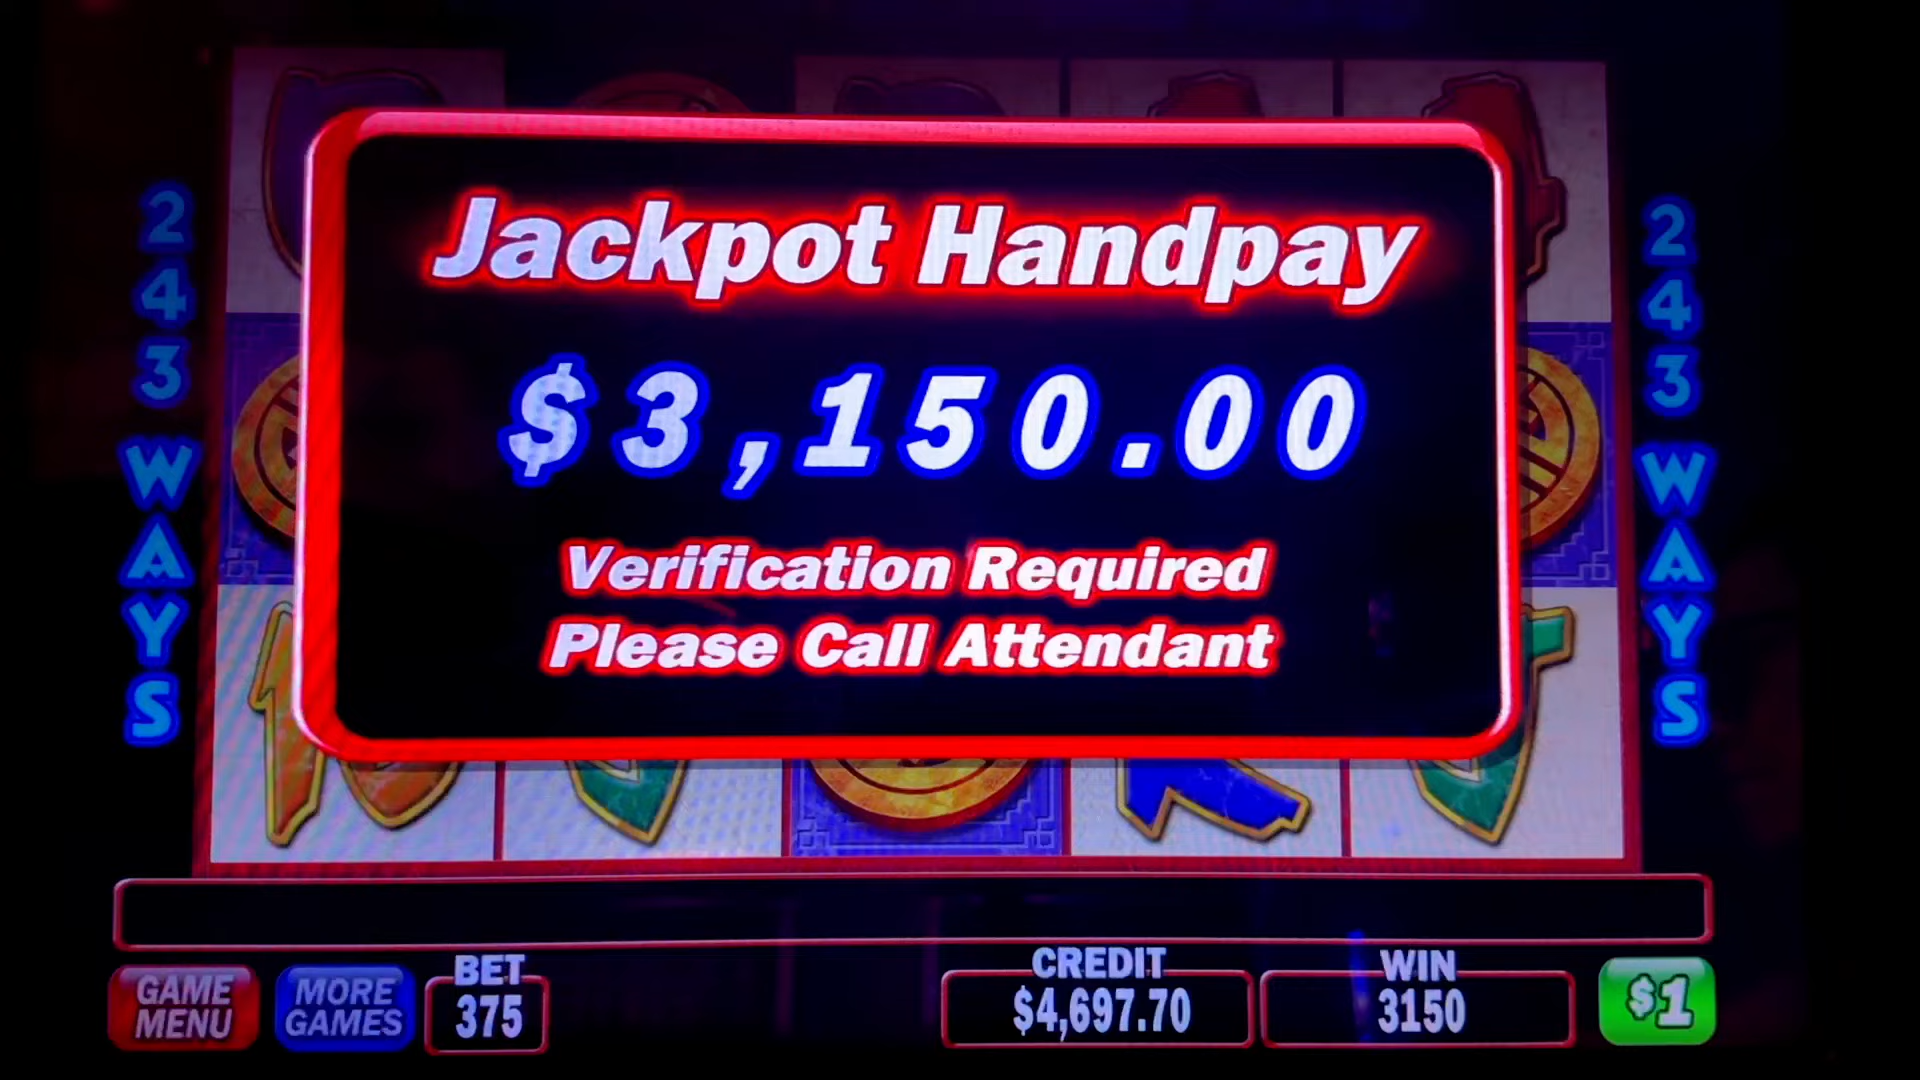 Jackpot Handpay
$3,150.00
Verification Required
Please Call Attendant
243 WAYS
243 WAYS
GAME
MENU
MORE
GAMES
BET
375
CREDIT
$4,697.70
WIN
3150
$1